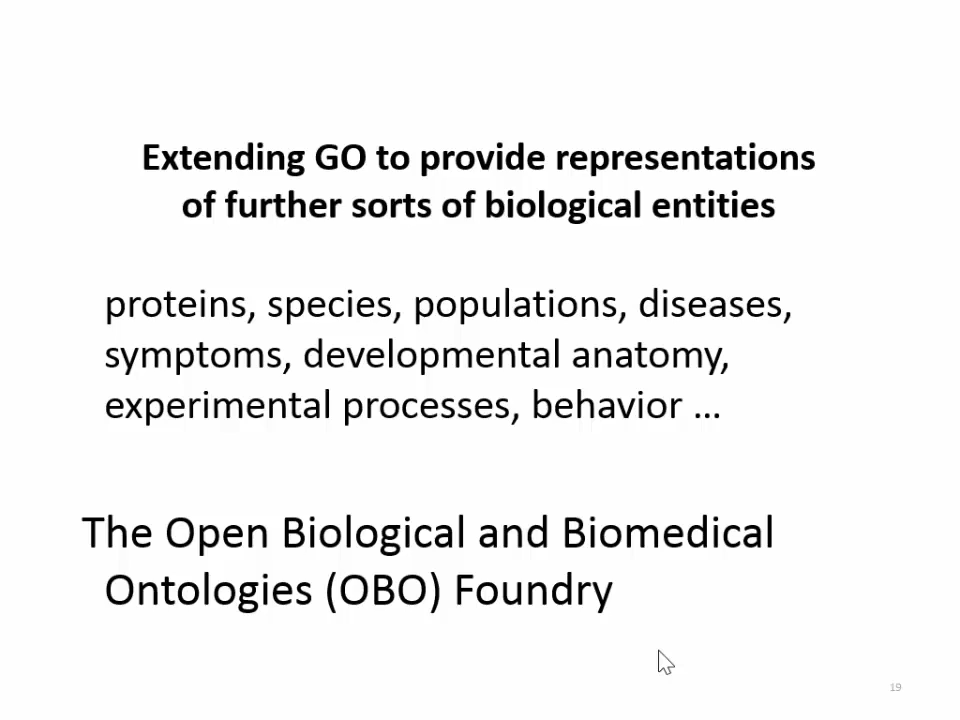 Extending GO to provide representations
of further sorts of biological entities
proteins, species, populations, diseases,
symptoms, developmental anatomy,
experimental processes, behavior ...
The Open Biological and Biomedical
Ontologies (OBO) Foundry
19